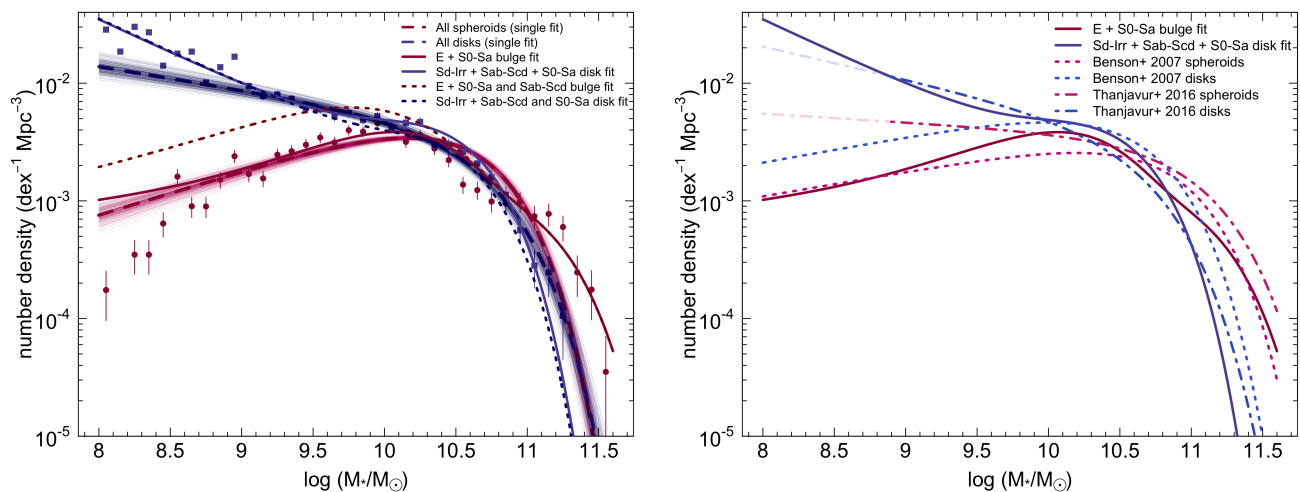 number density (dex⁻¹ Mpc⁻³)
10⁻²
10⁻³
10⁻⁴
10⁻⁵
All spheroids (single fit)
All disks (single fit)
E + S0-Sa bulge fit
Sd-Irr + Sab-Scd + S0-Sa disk fit
E + S0-Sa and Sab-Scd bulge fit
Sd-Irr + Sab-Scd and S0-Sa disk fit
8 8.5 9 9.5 10 10.5 11 11.5
log (M⋆/M☉)
number density (dex⁻¹ Mpc⁻³)
10⁻²
10⁻³
10⁻⁴
10⁻⁵
E + S0-Sa bulge fit
Sd-Irr + Sab-Scd + S0-Sa disk fit
Benson+ 2007 spheroids
Benson+ 2007 disks
Thanjavur+ 2016 spheroids
Thanjavur+ 2016 disks
8 8.5 9 9.5 10 10.5 11 11.5
log (M⋆/M☉)